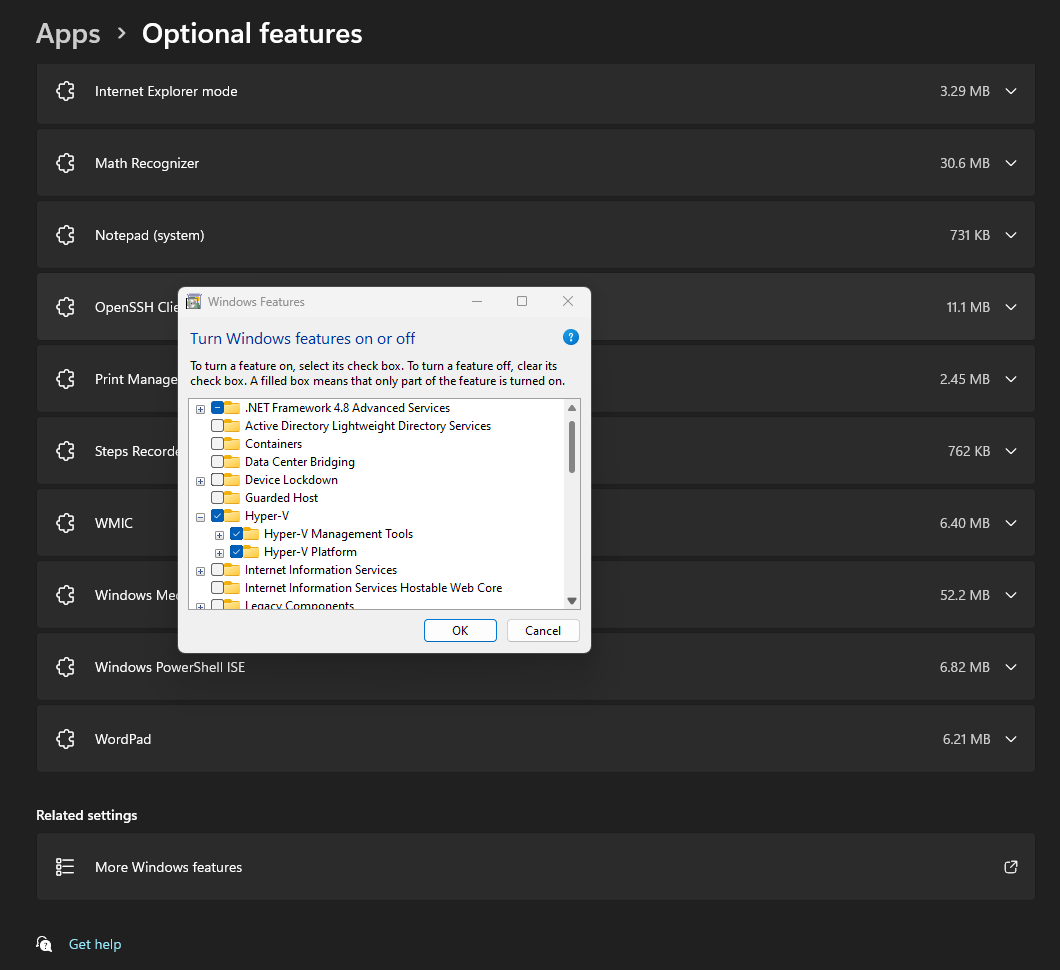 Apps > Optional features
Internet Explorer mode 3.29 MB
Math Recognizer 30.6 MB
Notepad (system) 731 KB
OpenSSH Clie 11.1 MB
Windows Features
Turn Windows features on or off
To turn a feature on, select its check box. To turn a feature off, clear its
check box. A filled box means that only part of the feature is turned on.
.NET Framework 4.8 Advanced Services
Active Directory Lightweight Directory Services
Containers
Data Center Bridging
Device Lockdown
Guarded Host
Hyper-V
Hyper-V Management Tools
Hyper-V Platform
Internet Information Services
Internet Information Services Hostable Web Core
Legacy Components
OK Cancel
Print Manage 2.45 MB
Steps Recorde 762 KB
WMIC 6.40 MB
Windows Med 52.2 MB
Windows PowerShell ISE 6.82 MB
WordPad 6.21 MB
Related settings
More Windows features
Get help